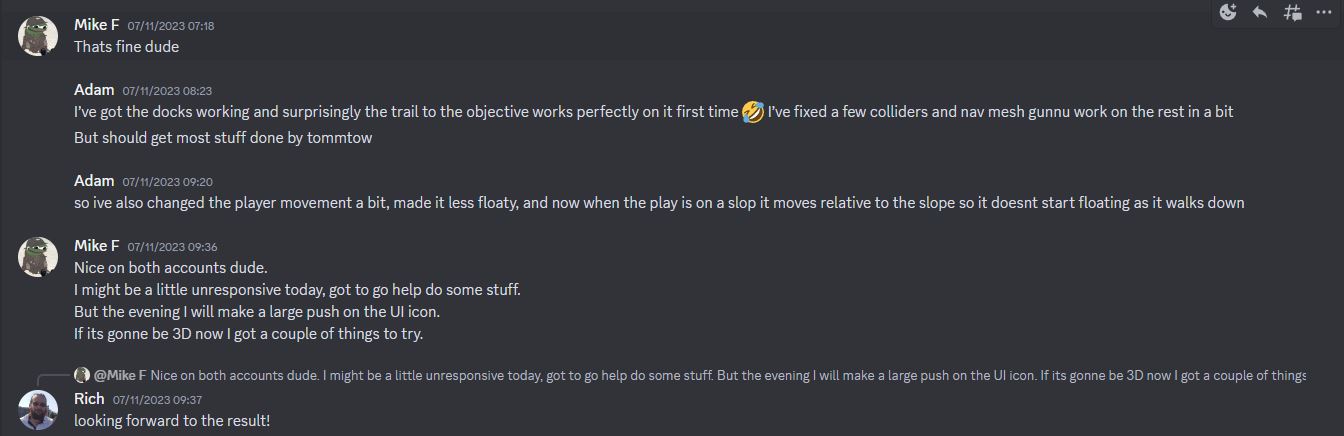 Mike F 07/11/2023 07:18
Thats fine dude
Adam 07/11/2023 08:23
I've got the docks working and surprisingly the trail to the objective works perfectly on it first time 🤣 I've fixed a few colliders and nav mesh gunnu work on the rest in a bit
But should get most stuff done by tommtow
Adam 07/11/2023 09:20
so ive also changed the player movement a bit, made it less floaty, and now when the play is on a slop it moves relative to the slope so it doesnt start floating as it walks down
Mike F 07/11/2023 09:36
Nice on both accounts dude.
I might be a little unresponsive today, got to go help do some stuff.
But the evening I will make a large push on the UI icon.
If its gonne be 3D now I got a couple of things to try.
@Mike F Nice on both accounts dude. I might be a little unresponsive today, got to go help do some stuff. But the evening I will make a large push on the UI icon. If its gonne be 3D now I got a couple of things
Rich 07/11/2023 09:37
looking forward to the result!